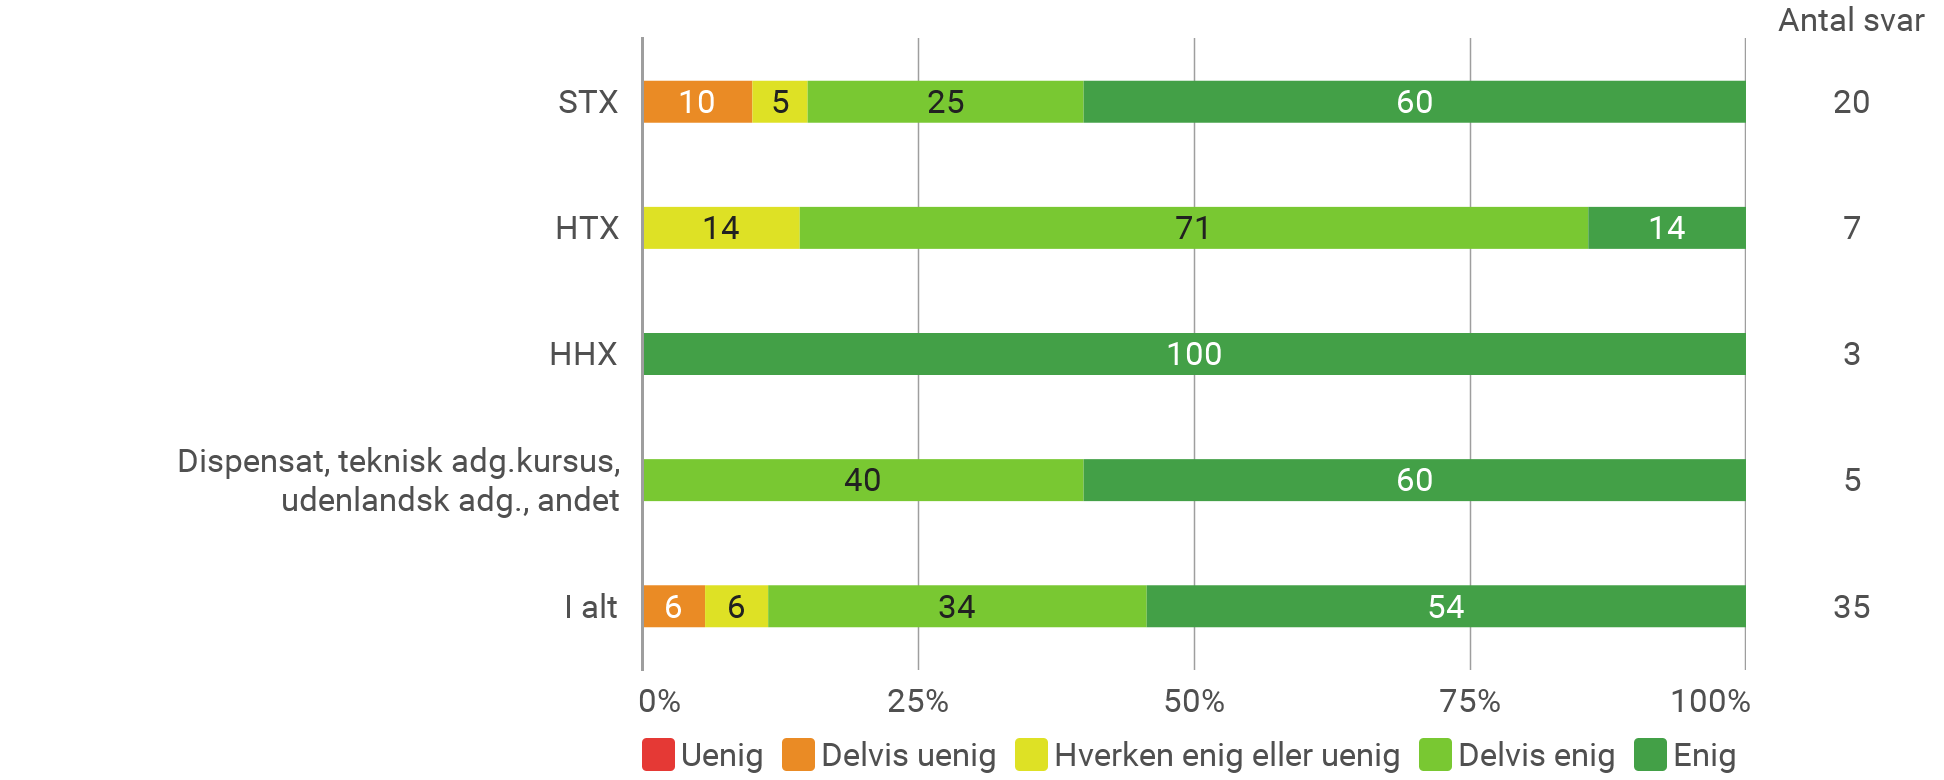 Antal svar
STX 10 5 25 60 20
HTX 14 71 14 7
HHX 100 3
Dispensat, teknisk adg.kursus,
udenlandsk adg., andet 40 60 5
I alt 6 6 34 54 35
0% 25% 50% 75% 100%
Uenig Delvis uenig Hverken enig eller uenig Delvis enig Enig